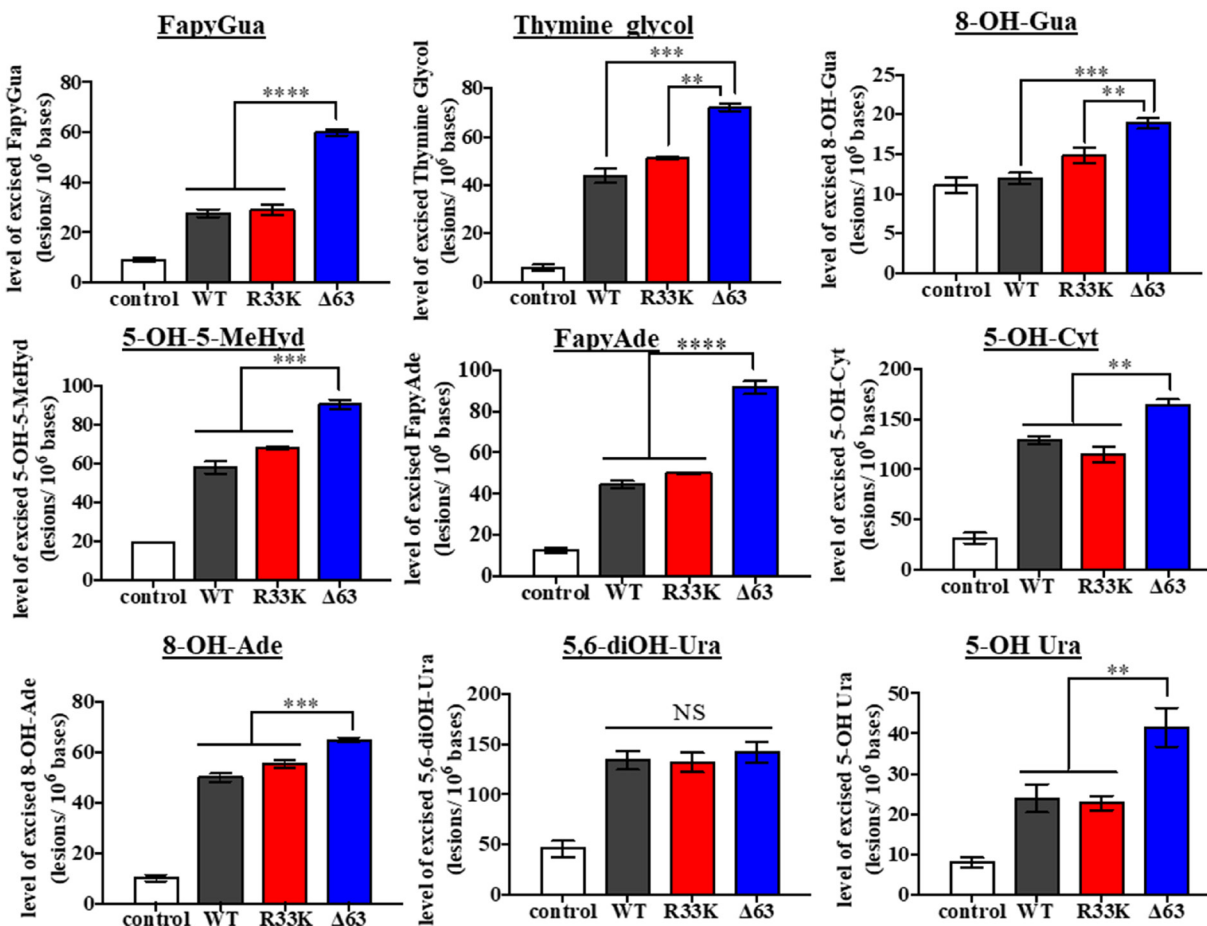 FapyGua
level of excised FapyGua
(lesions/ 10⁶ bases)
80
60
40
20
0
****
control WT R33K Δ63
Thymine glycol
level of excised Thymine Glycol
(lesions/ 10⁶ bases)
80
60
40
20
0
***
**
control WT R33K Δ63
8-OH-Gua
level of excised 8-OH-Gua
(lesions/ 10⁶ bases)
25
20
15
10
5
0
***
**
control WT R33K Δ63
5-OH-5-MeHyd
level of excised 5-OH-5-MeHyd
(lesions/ 10⁶ bases)
100
80
60
40
20
0
***
control WT R33K Δ63
FapyAde
level of excised FapyAde
(lesions/ 10⁶ bases)
100
80
60
40
20
0
****
control WT R33K Δ63
5-OH-Cyt
level of excised 5-OH-Cyt
(lesions/ 10⁶ bases)
200
150
100
50
0
**
control WT R33K Δ63
8-OH-Ade
level of excised 8-OH-Ade
(lesions/ 10⁶ bases)
80
60
40
20
0
***
control WT R33K Δ63
5,6-diOH-Ura
level of excised 5,6-diOH-Ura
(lesions/ 10⁶ bases)
200
150
100
50
0
NS
control WT R33K Δ63
5-OH Ura
level of excised 5-OH Ura
(lesions/ 10⁶ bases)
50
40
30
20
10
0
**
control WT R33K Δ63